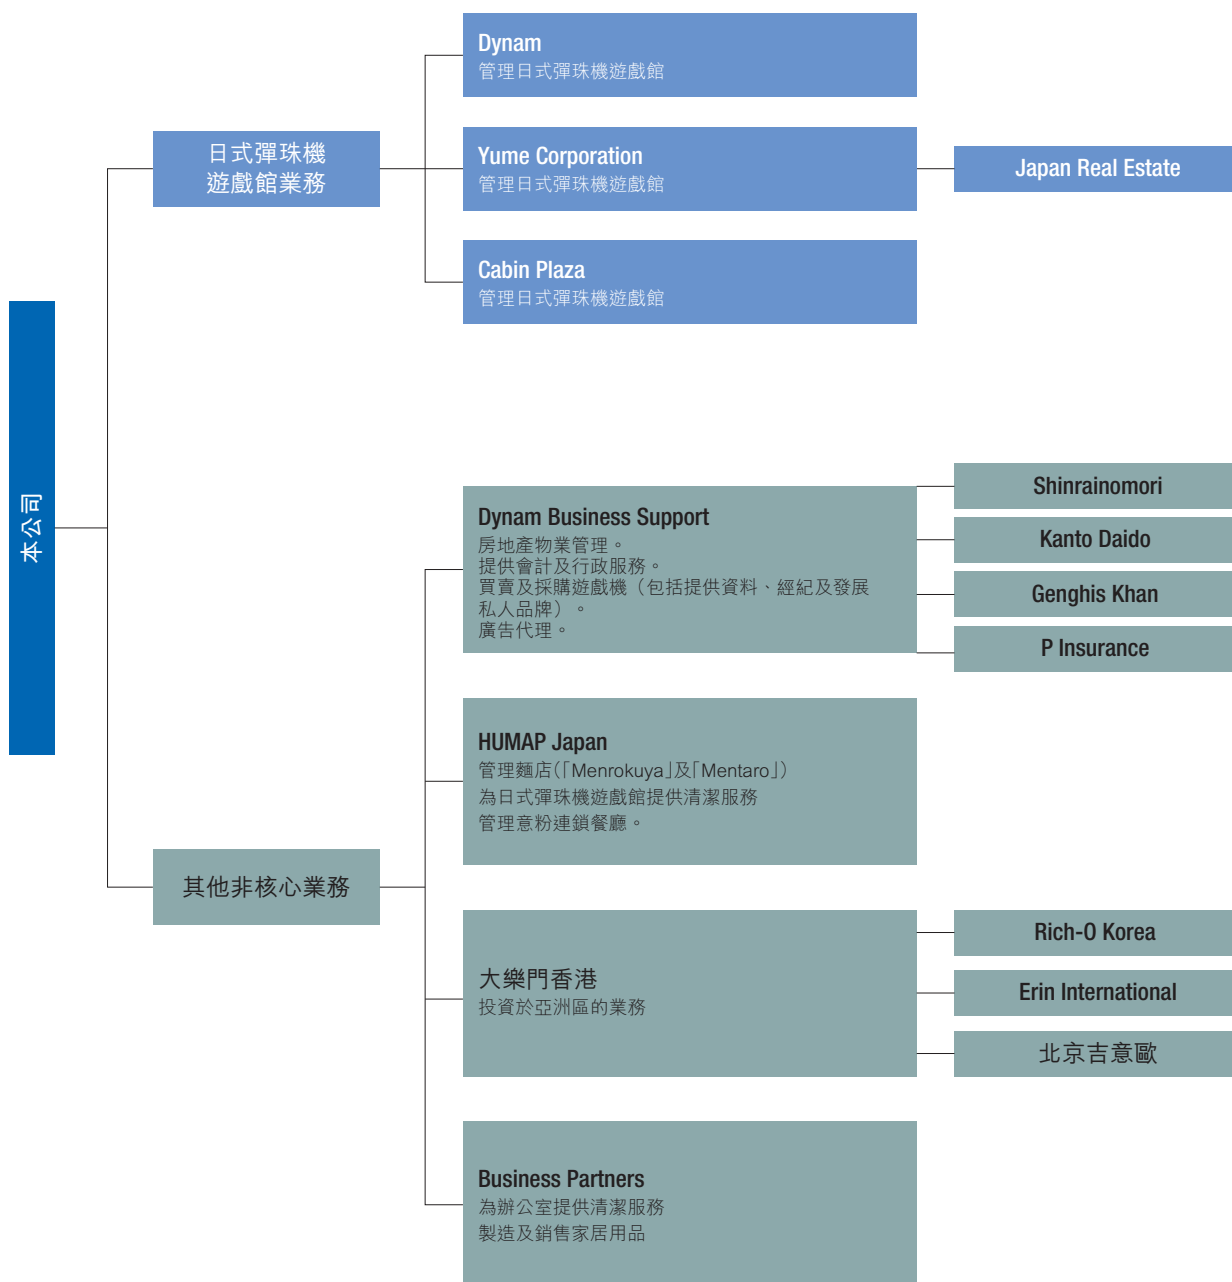 本公司
日式彈珠機
遊戲館業務
Dynam
管理日式彈珠機遊戲館
Yume Corporation
管理日式彈珠機遊戲館
Japan Real Estate
Cabin Plaza
管理日式彈珠機遊戲館
其他非核心業務
Dynam Business Support
房地產物業管理。
提供會計及行政服務。
買賣及採購遊戲機（包括提供資料、經紀及發展
私人品牌）。
廣告代理。
Shinrainomori
Kanto Daido
Genghis Khan
P Insurance
HUMAP Japan
管理麵店(「Menrokuya」及「Mentaro」)
為日式彈珠機遊戲館提供清潔服務
管理意粉連鎖餐廳。
大樂門香港
投資於亞洲區的業務
Rich-O Korea
Erin International
北京吉意歐
Business Partners
為辦公室提供清潔服務
製造及銷售家居用品